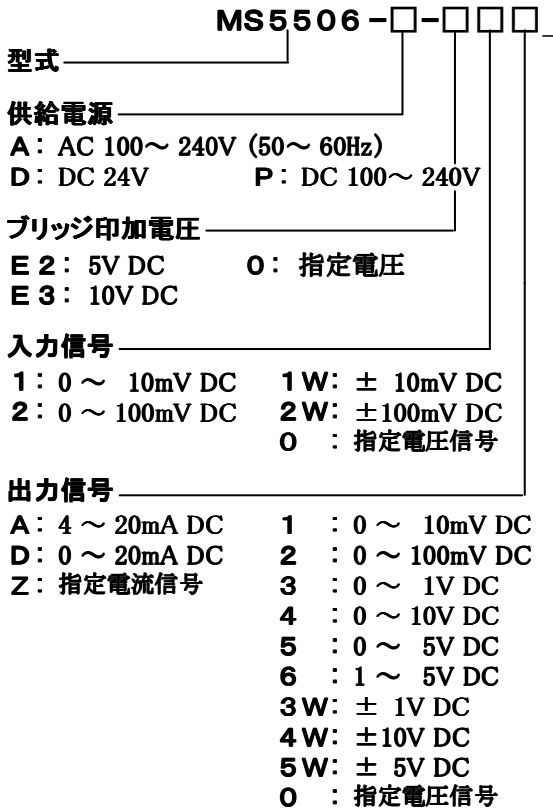 MS5506-□-□□□
型式
供給電源
A: AC 100～ 240V (50～ 60Hz)
D: DC 24V P: DC 100～ 240V
ブリッジ印加電圧
E2: 5V DC 0: 指定電圧
E3: 10V DC
入力信号
1: 0 ～ 10mV DC 1W: ± 10mV DC
2: 0 ～ 100mV DC 2W: ±100mV DC
0 : 指定電圧信号
出力信号
A: 4 ～ 20mA DC 1 : 0 ～ 10mV DC
D: 0 ～ 20mA DC 2 : 0 ～ 100mV DC
Z: 指定電流信号 3 : 0 ～ 1V DC
4 : 0 ～ 10V DC
5 : 0 ～ 5V DC
6 : 1 ～ 5V DC
3W: ± 1V DC
4W: ±10V DC
5W: ± 5V DC
0 : 指定電圧信号